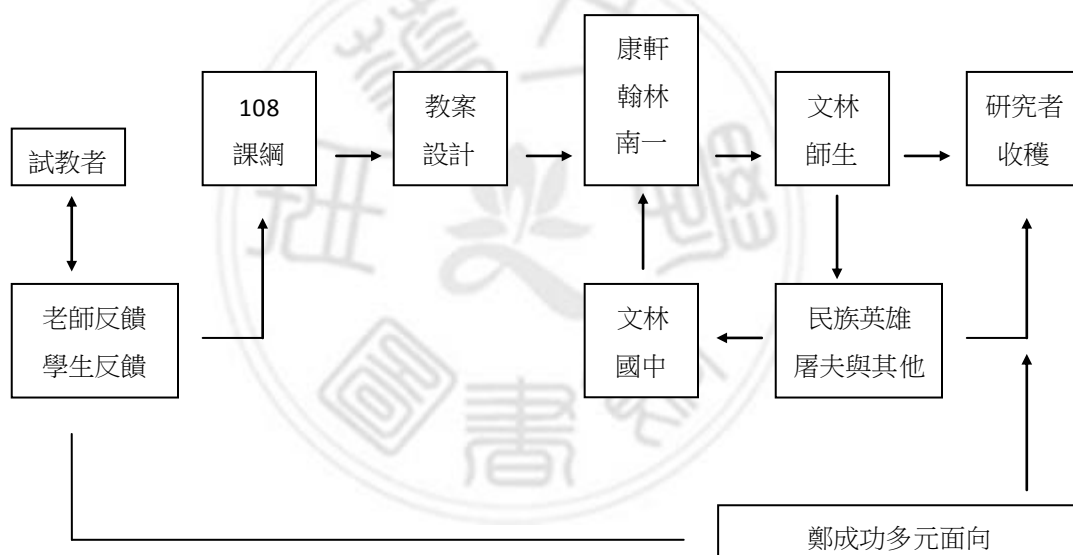 108
課綱
教案
設計
康軒
翰林
南一
文林
師生
研究者
收穫
試教者
老師反饋
學生反饋
文林
國中
民族英雄
屠夫與其他
鄭成功多元面向
書
圖